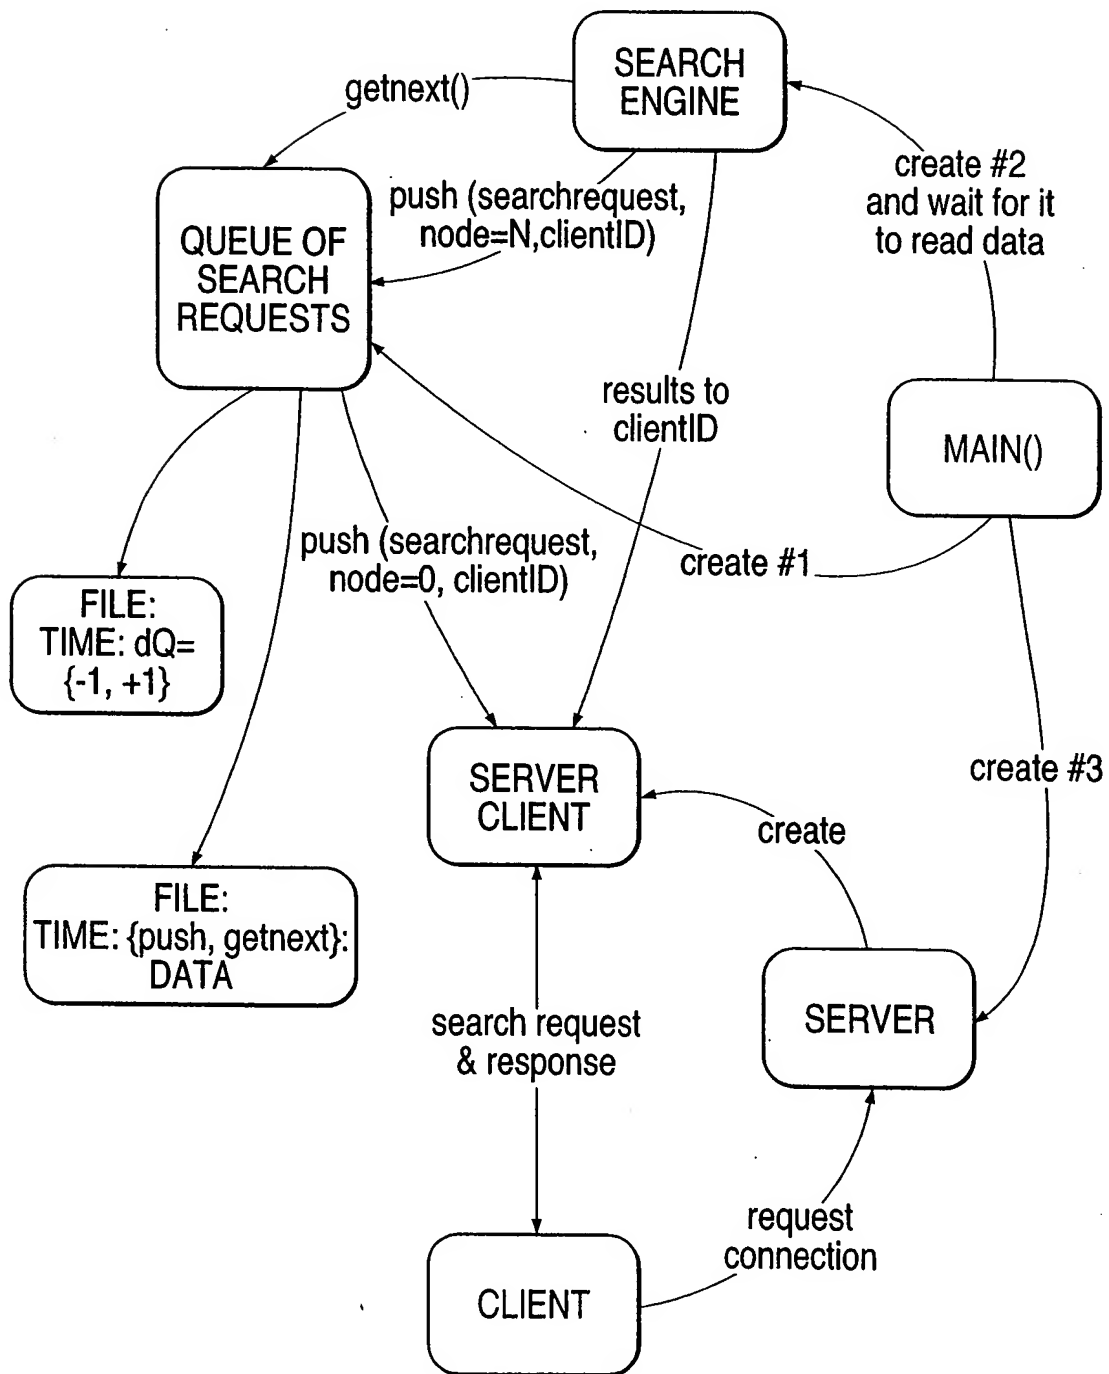 SEARCH
ENGINE
getnext()
create #2
and wait for it
to read data
push (searchrequest,
node=N,clientID)
QUEUE OF
SEARCH
REQUESTS
results to
clientID
MAIN()
push (searchrequest,
node=0, clientID)
create #1
FILE:
TIME: dQ=
{-1, +1}
SERVER
CLIENT
create #3
create
FILE:
TIME: {push, getnext}:
DATA
SERVER
search request
& response
request
connection
CLIENT